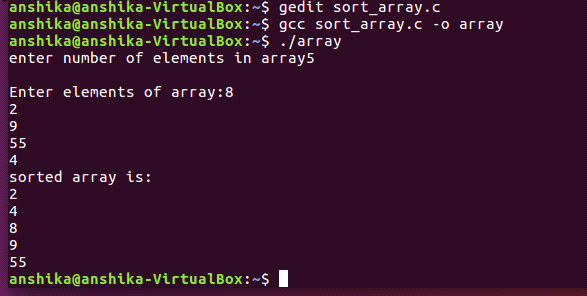 anshika@anshika-VirtualBox:~$ gedit sort_array.c
anshika@anshika-VirtualBox:~$ gcc sort_array.c -o array
anshika@anshika-VirtualBox:~$ ./array
enter number of elements in array5
Enter elements of array:8
2
9
55
4
sorted array is:
2
4
8
9
55
anshika@anshika-VirtualBox:~$